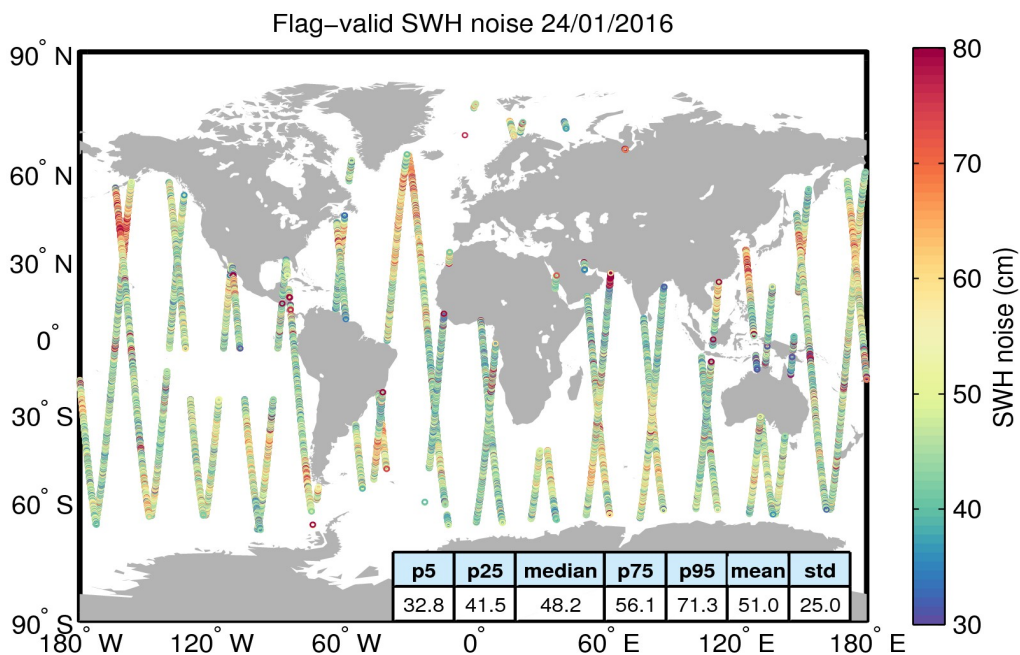 Flag−valid SWH noise 24/01/2016
90° N
60° N
30° N
0°
30° S
60° S
90° S
180° W
120° W
60° W
0°
60° E
120° E
180° E
p5 p25 median p75 p95 mean std
32.8 41.5 48.2 56.1 71.3 51.0 25.0
80
70
60
50
40
30
SWH noise (cm)